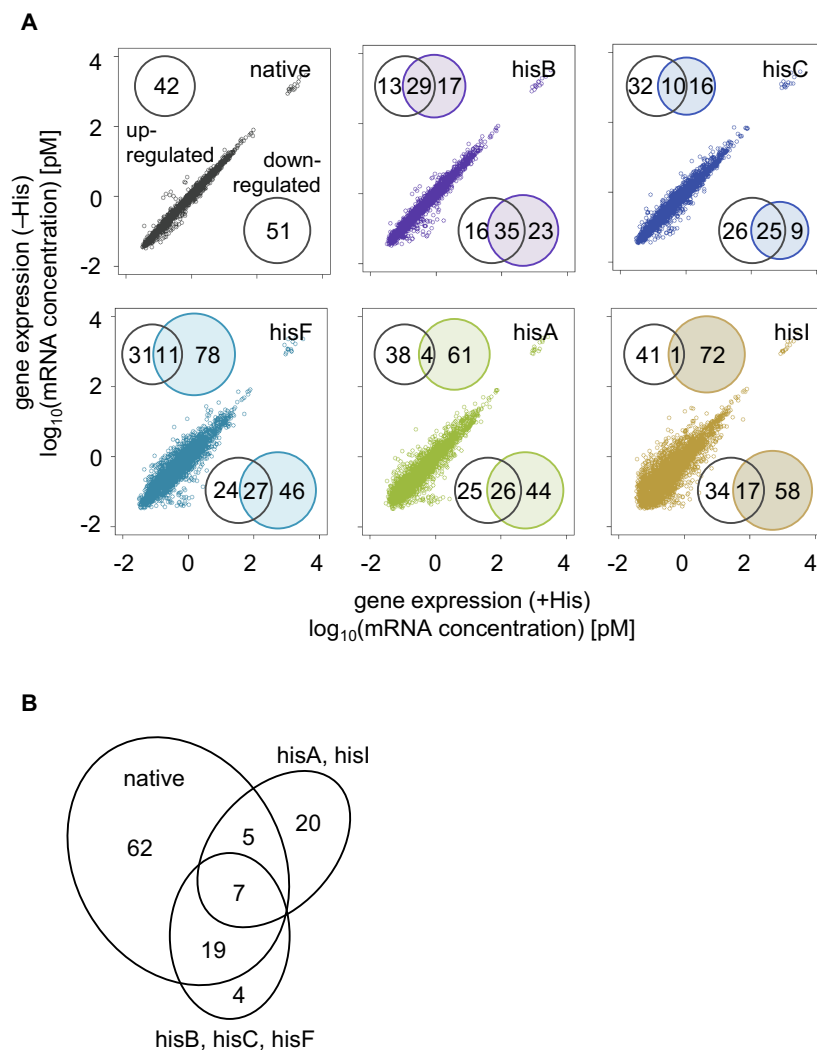 A
gene expression (–His)
log10(mRNA concentration) [pM]
4
2
0
-2
42
native
up-
regulated
down-
regulated
51
13 29 17
hisB
16 35 23
32 10 16
hisC
26 25 9
4
2
0
-2
31 11 78
hisF
24 27 46
38 4 61
hisA
25 26 44
41 1 72
hisI
34 17 58
-2 0 2 4
-2 0 2 4
-2 0 2 4
gene expression (+His)
log10(mRNA concentration) [pM]
B
hisA, hisI
native
20
5
62
7
19
4
hisB, hisC, hisF